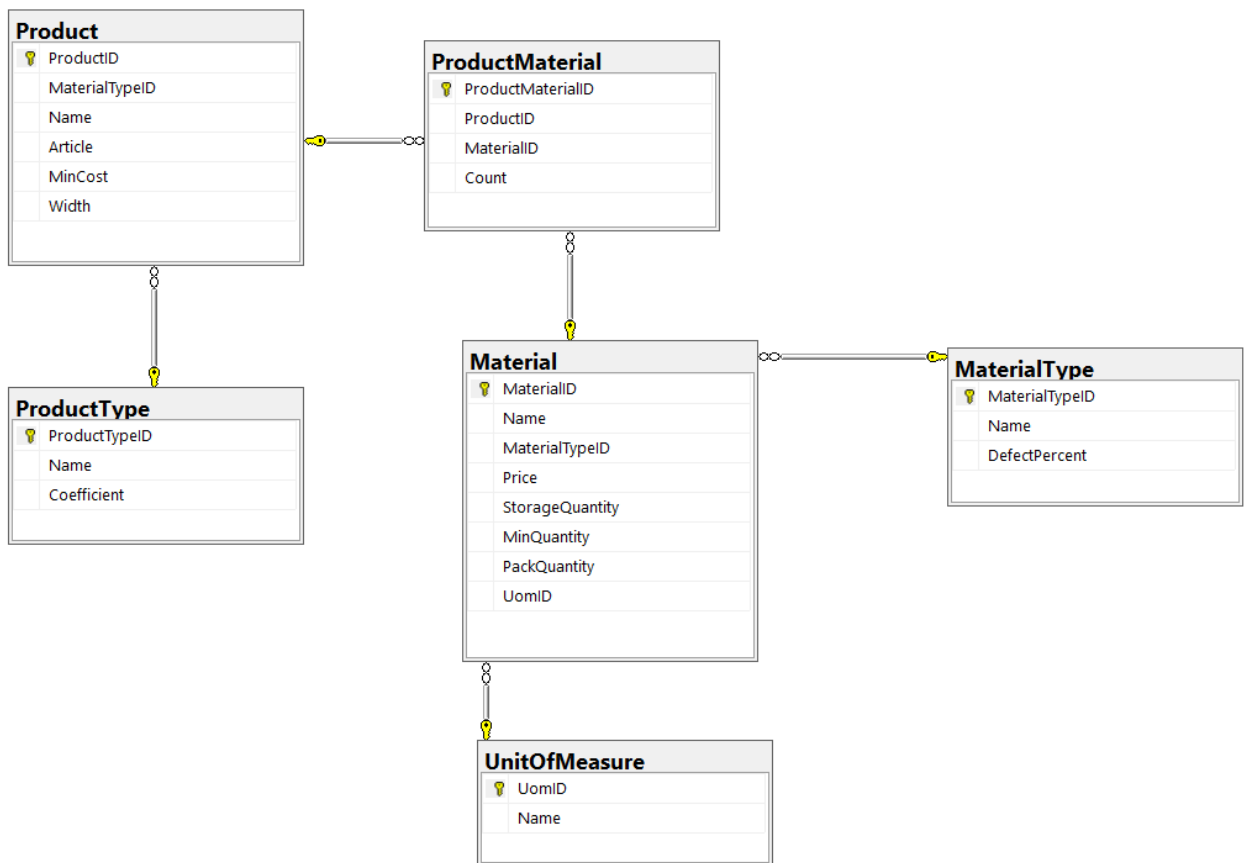 Product
ProductID
MaterialTypeID
Name
Article
MinCost
Width
ProductMaterial
ProductMaterialID
ProductID
MaterialID
Count
ProductType
ProductTypeID
Name
Coefficient
Material
MaterialID
Name
MaterialTypeID
Price
StorageQuantity
MinQuantity
PackQuantity
UomID
MaterialType
MaterialTypeID
Name
DefectPercent
UnitOfMeasure
UomID
Name